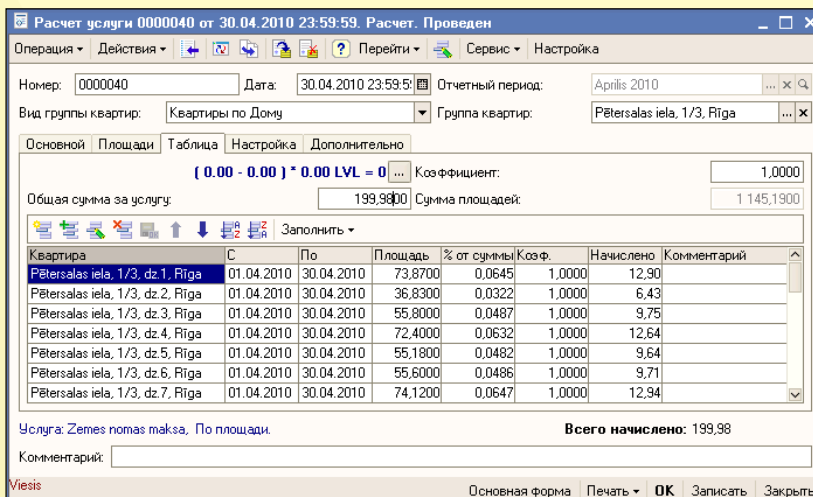 Расчет услуги 0000040 от 30.04.2010 23:59:59. Расчет. Проведен
Операция Действия Перейти Сервис Настройка
Номер: 0000040 Дата: 30.04.2010 23:59:5 Отчетный период: Aprilis 2010 ... x
Вид группы квартир: Квартиры по Дому Группа квартир: Pētersalas iela, 1/3, Rīga ... x
Основной Площади Таблица Настройка Дополнительно
( 0.00 - 0.00 ) * 0.00 LVL = 0 ... Коэффициент: 1,0000
Общая сумма за услугу: 199,9800 Сумма площадей: 1 145,1900
Заполнить
Квартира С По Площадь % от суммы Коэф. Начислено Комментарий
Pētersalas iela, 1/3, dz.1, Rīga 01.04.2010 30.04.2010 73,8700 0,0645 1,0000 12,90
Pētersalas iela, 1/3, dz.2, Rīga 01.04.2010 30.04.2010 36,8300 0,0322 1,0000 6,43
Pētersalas iela, 1/3, dz.3, Rīga 01.04.2010 30.04.2010 55,8000 0,0487 1,0000 9,75
Pētersalas iela, 1/3, dz.4, Rīga 01.04.2010 30.04.2010 72,4000 0,0632 1,0000 12,64
Pētersalas iela, 1/3, dz.5, Rīga 01.04.2010 30.04.2010 55,1800 0,0482 1,0000 9,64
Pētersalas iela, 1/3, dz.6, Rīga 01.04.2010 30.04.2010 55,6000 0,0486 1,0000 9,71
Pētersalas iela, 1/3, dz.7, Rīga 01.04.2010 30.04.2010 74,1200 0,0647 1,0000 12,94
Услуга: Zemes nomas maksa, По площади. Всего начислено: 199,98
Комментарий:
Viesis Основная форма Печать OK Записать Закрыть